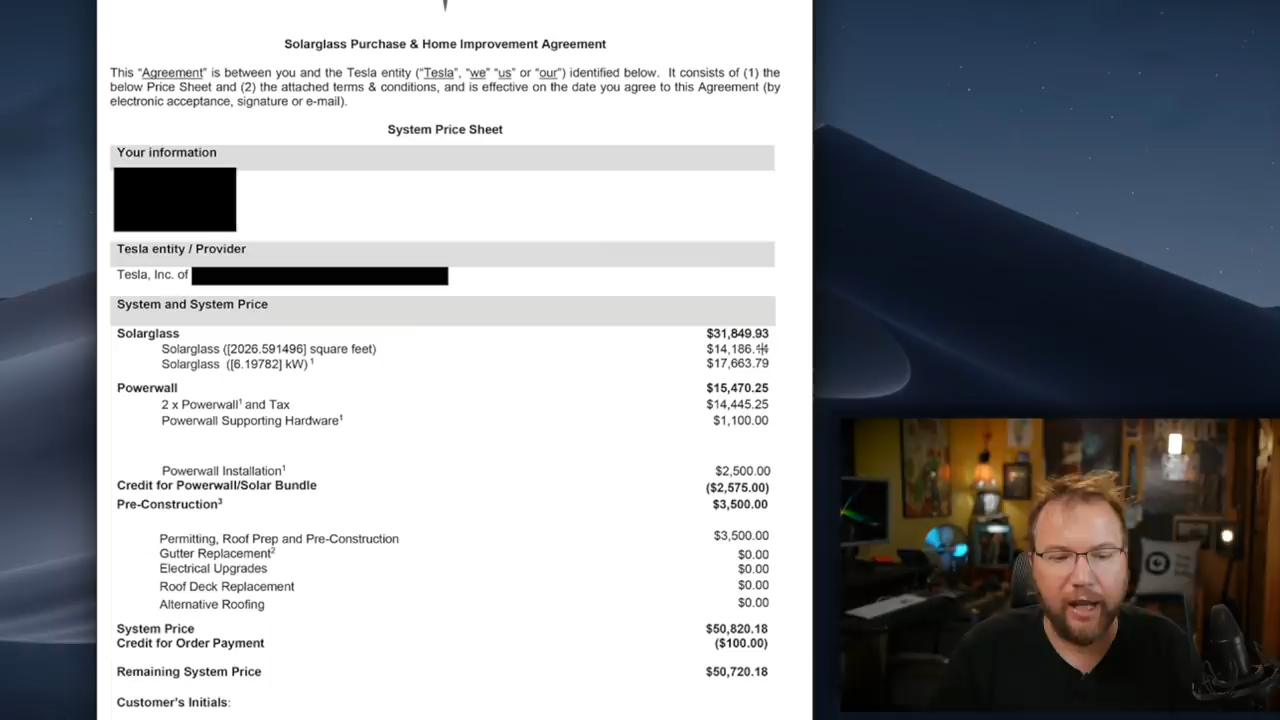 Solarglass Purchase & Home Improvement Agreement
This “Agreement” is between you and the Tesla entity (“Tesla”, “we” “us” or “our”) identified below. It consists of (1) the
below Price Sheet and (2) the attached terms & conditions, and is effective on the date you agree to this Agreement (by
electronic acceptance, signature or e-mail).
System Price Sheet
Your information
Tesla entity / Provider
Tesla, Inc. of
System and System Price
Solarglass $31,849.93
Solarglass ([2026.591496] square feet) $14,186.
Solarglass ([6.19782] kW) 1 $17,663.79
Powerwall $15,470.25
2 x Powerwall1 and Tax $14,445.25
Powerwall Supporting Hardware1 $1,100.00
Powerwall Installation1 $2,500.00
Credit for Powerwall/Solar Bundle ($2,575.00)
Pre-Construction3 $3,500.00
Permitting, Roof Prep and Pre-Construction $3,500.00
Gutter Replacement2 $0.00
Electrical Upgrades $0.00
Roof Deck Replacement $0.00
Alternative Roofing $0.00
System Price $50,820.18
Credit for Order Payment ($100.00)
Remaining System Price $50,720.18
Customer’s Initials: